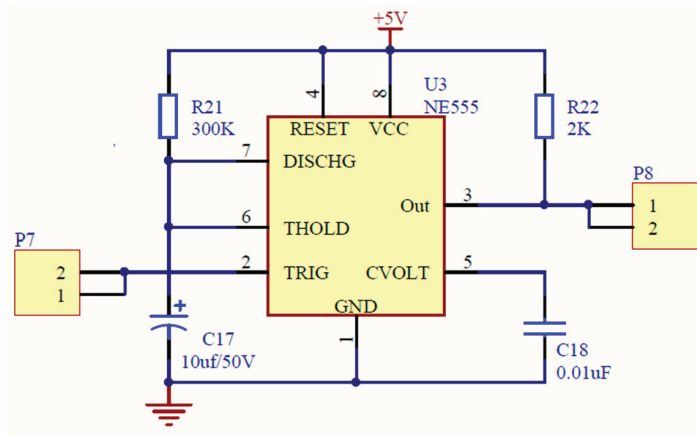 +5V
U3
NE555
R21
300K
R22
2K
4
8
RESET
VCC
7
DISCHG
P8
Out
3
1
2
6
THOLD
P7
2
1
2
TRIG
CVOLT
5
GND
1
C17
10uf/50V
C18
0.01uF
+